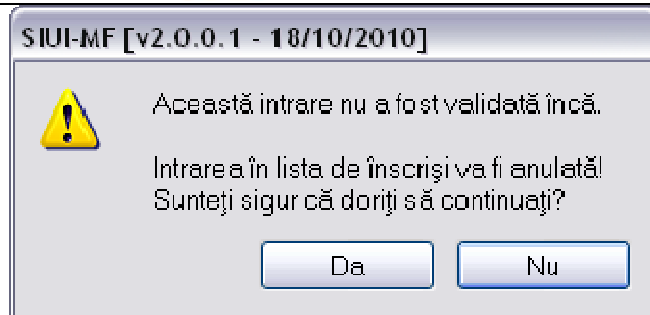 SIUI-MF [v2.0.0.1 - 18/10/2010]
Această intrare nu a fost validată încă.
Intrarea în lista de înscrişi va fi anulată!
Sunteţi sigur că doriţi să continuaţi?
Da
Nu